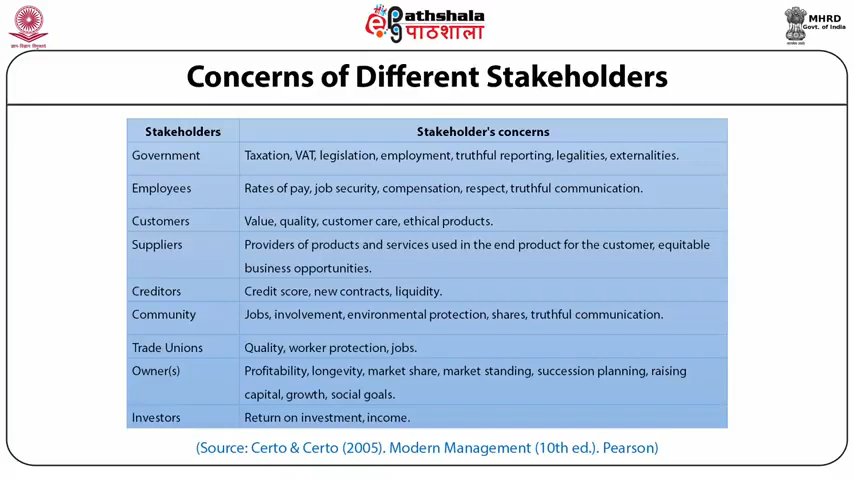 Pathshala
पाठशाला
MHRD
Govt. of India
Concerns of Different Stakeholders
Stakeholders Stakeholder's concerns
Government Taxation, VAT, legislation, employment, truthful reporting, legalities, externalities.
Employees Rates of pay, job security, compensation, respect, truthful communication.
Customers Value, quality, customer care, ethical products.
Suppliers Providers of products and services used in the end product for the customer, equitable
business opportunities.
Creditors Credit score, new contracts, liquidity.
Community Jobs, involvement, environmental protection, shares, truthful communication.
Trade Unions Quality, worker protection, jobs.
Owner(s) Profitability, longevity, market share, market standing, succession planning, raising
capital, growth, social goals.
Investors Return on investment, income.
(Source: Certo & Certo (2005). Modern Management (10th ed.). Pearson)